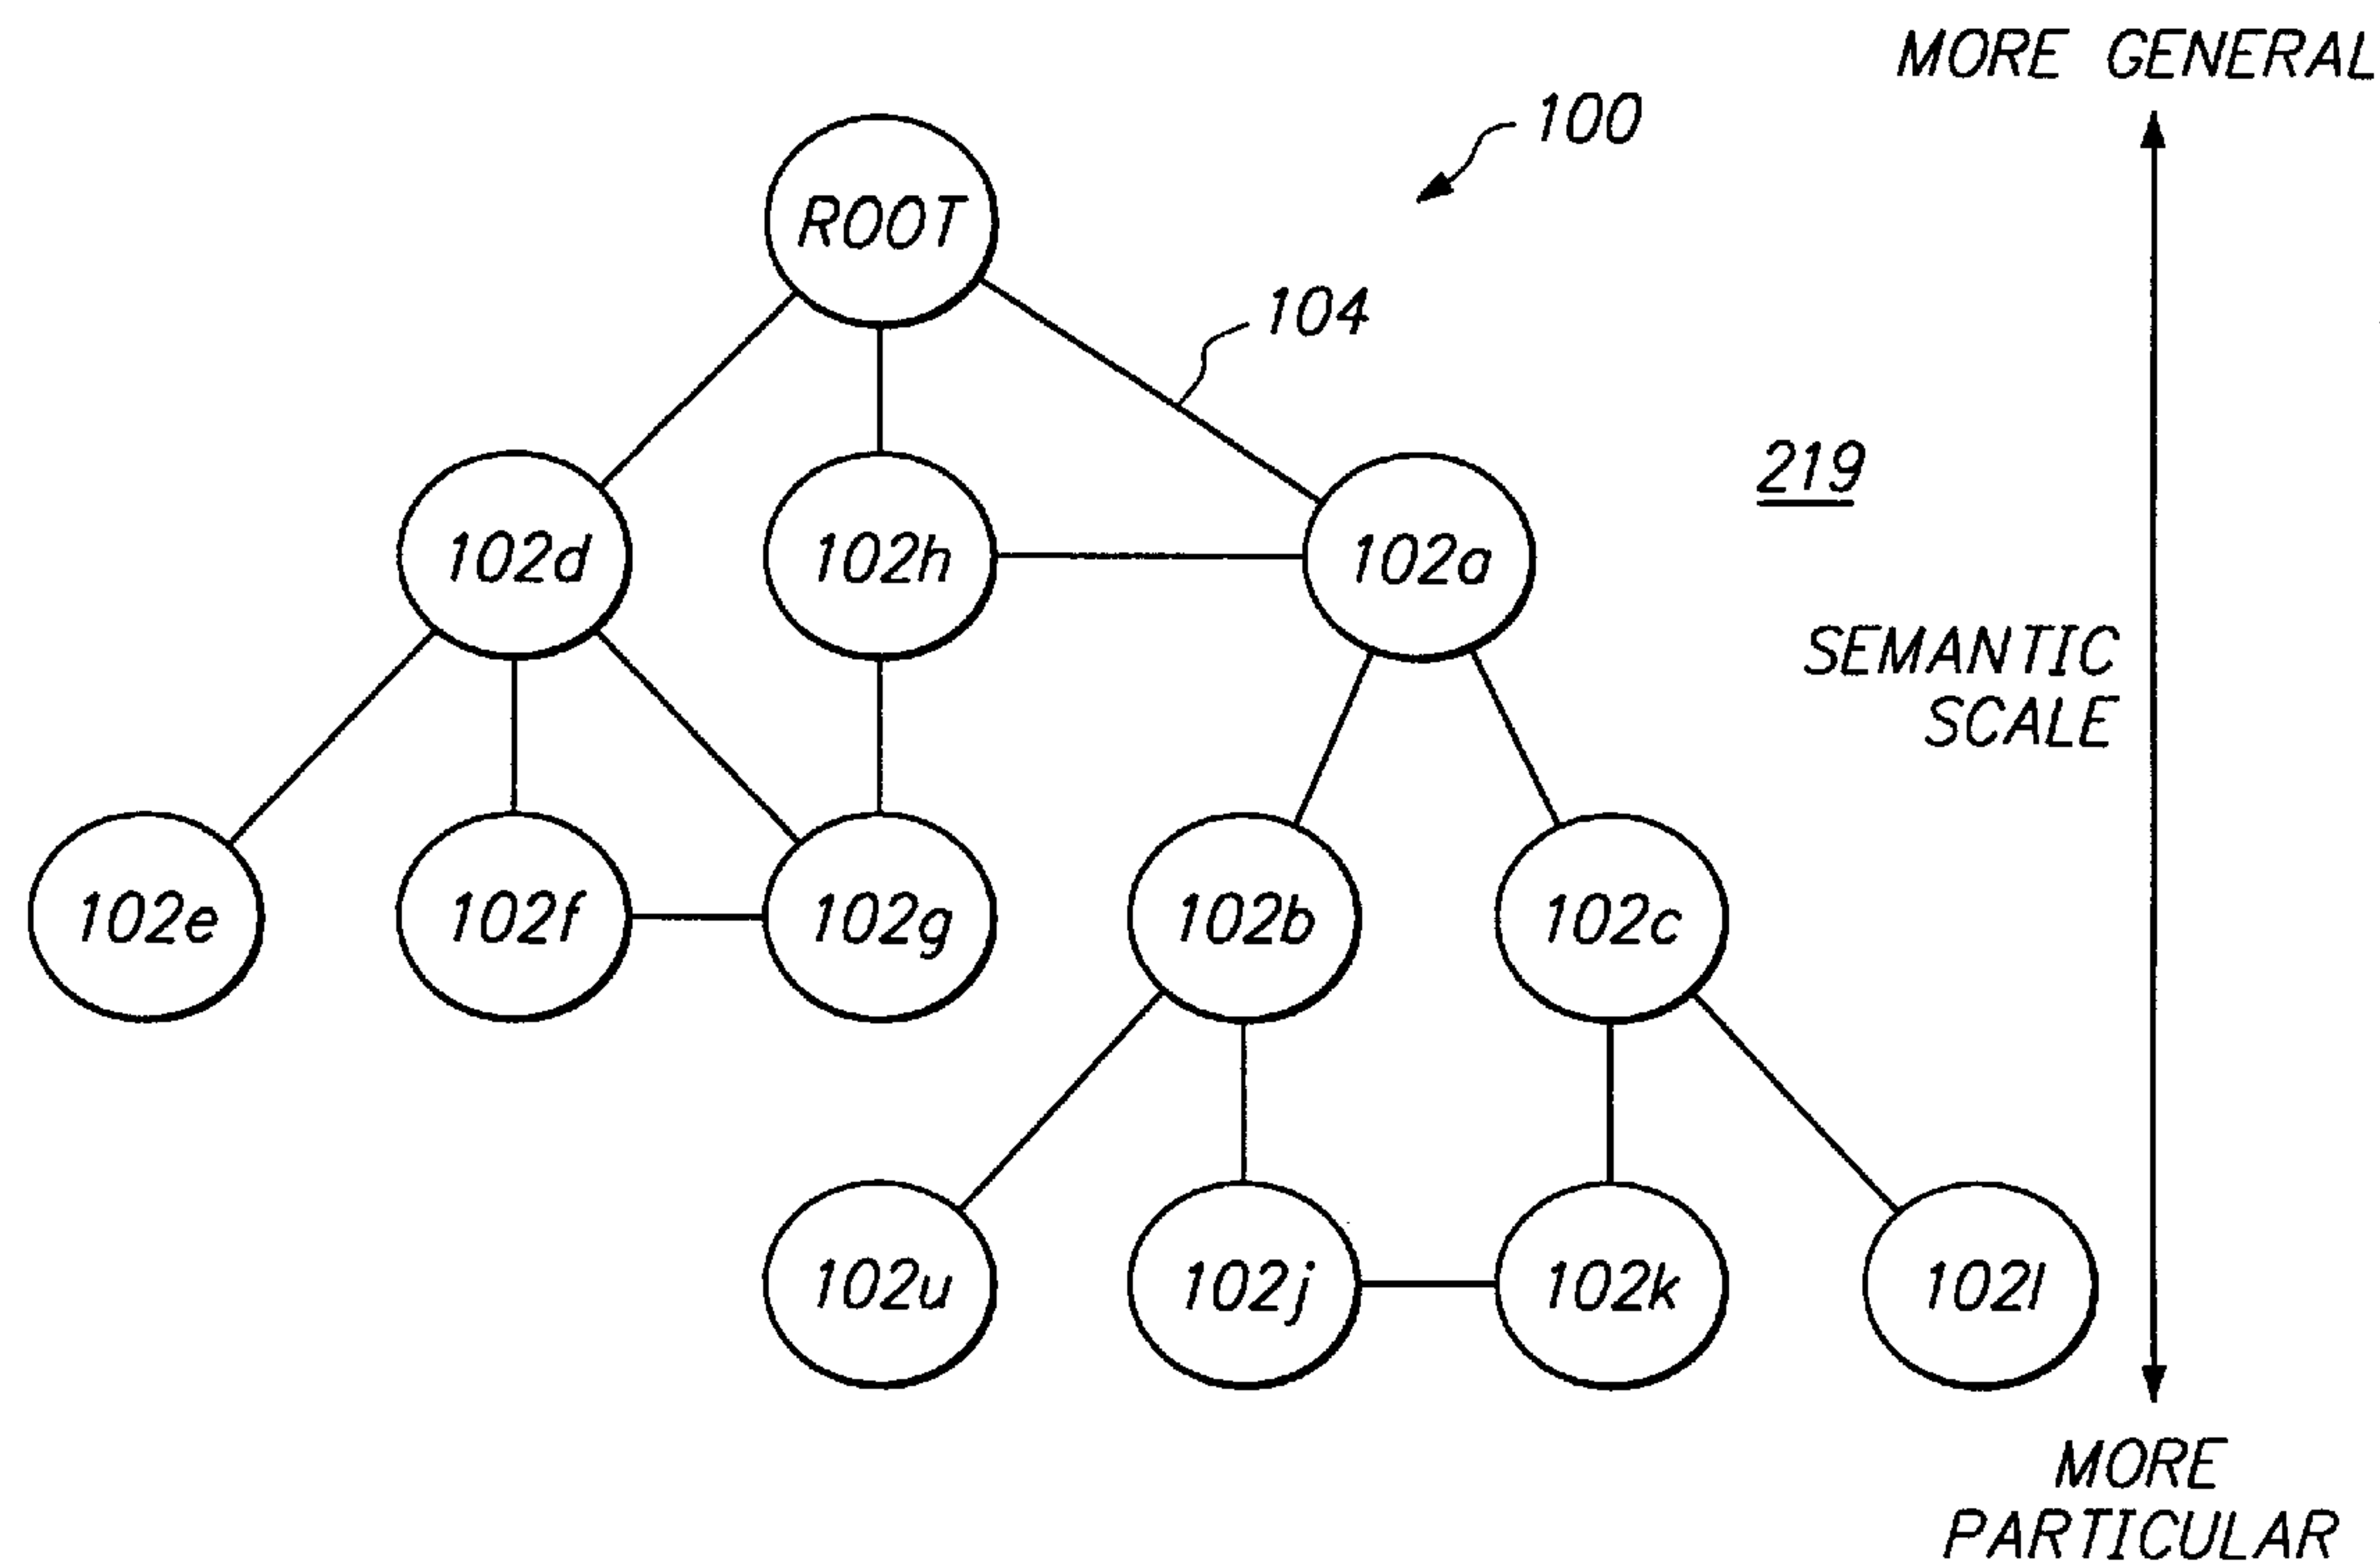 MORE GENERAL
100
ROOT
104
219
102d
102h
102a
SEMANTIC
SCALE
102e
102f
102g
102b
102c
102u
102j
102k
102l
MORE
PARTICULAR